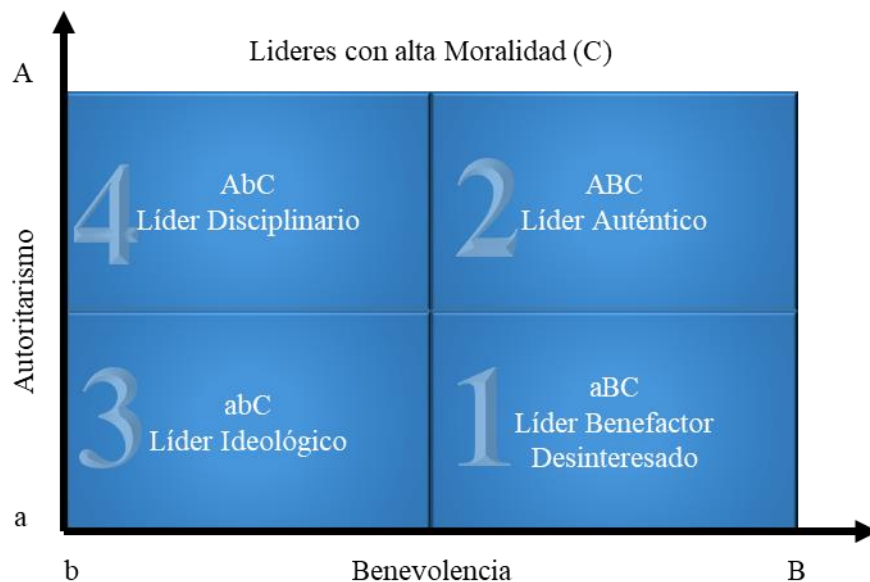 Lideres con alta Moralidad (C)
A
4
AbC
Líder Disciplinario
2
ABC
Líder Auténtico
Autoritarismo
3
abC
Líder Ideológico
1
aBC
Líder Benefactor
Desinteresado
a
b
Benevolencia
B